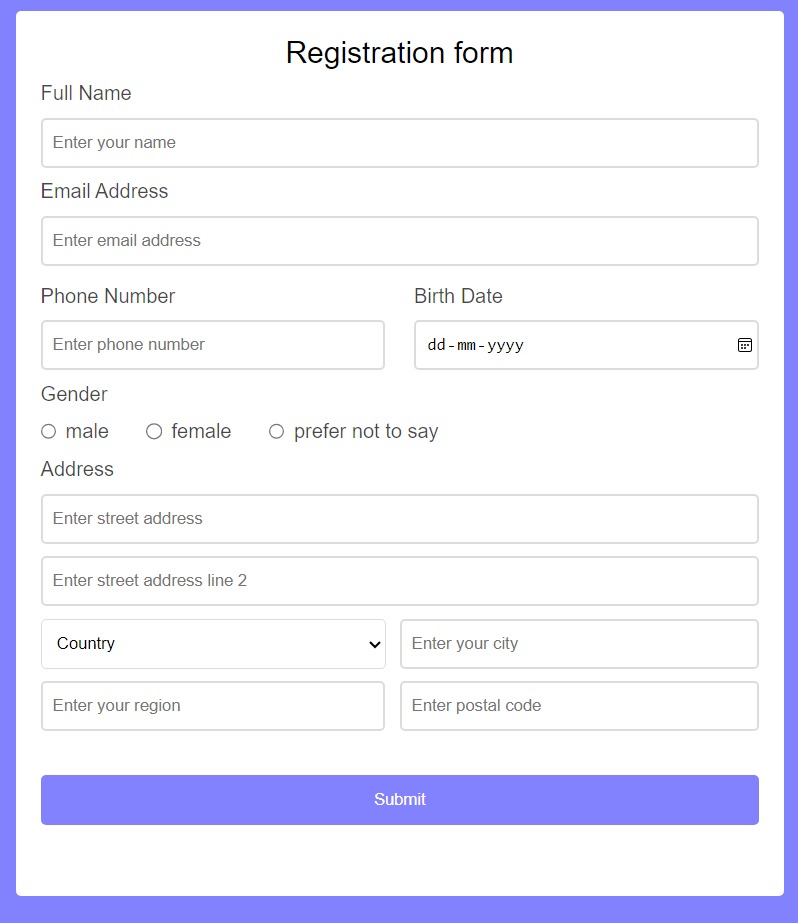 Registration form
Full Name
Enter your name
Email Address
Enter email address
Phone Number Birth Date
Enter phone number dd-mm-yyyy
Gender
male female prefer not to say
Address
Enter street address
Enter street address line 2
Country Enter your city
Enter your region Enter postal code
Submit